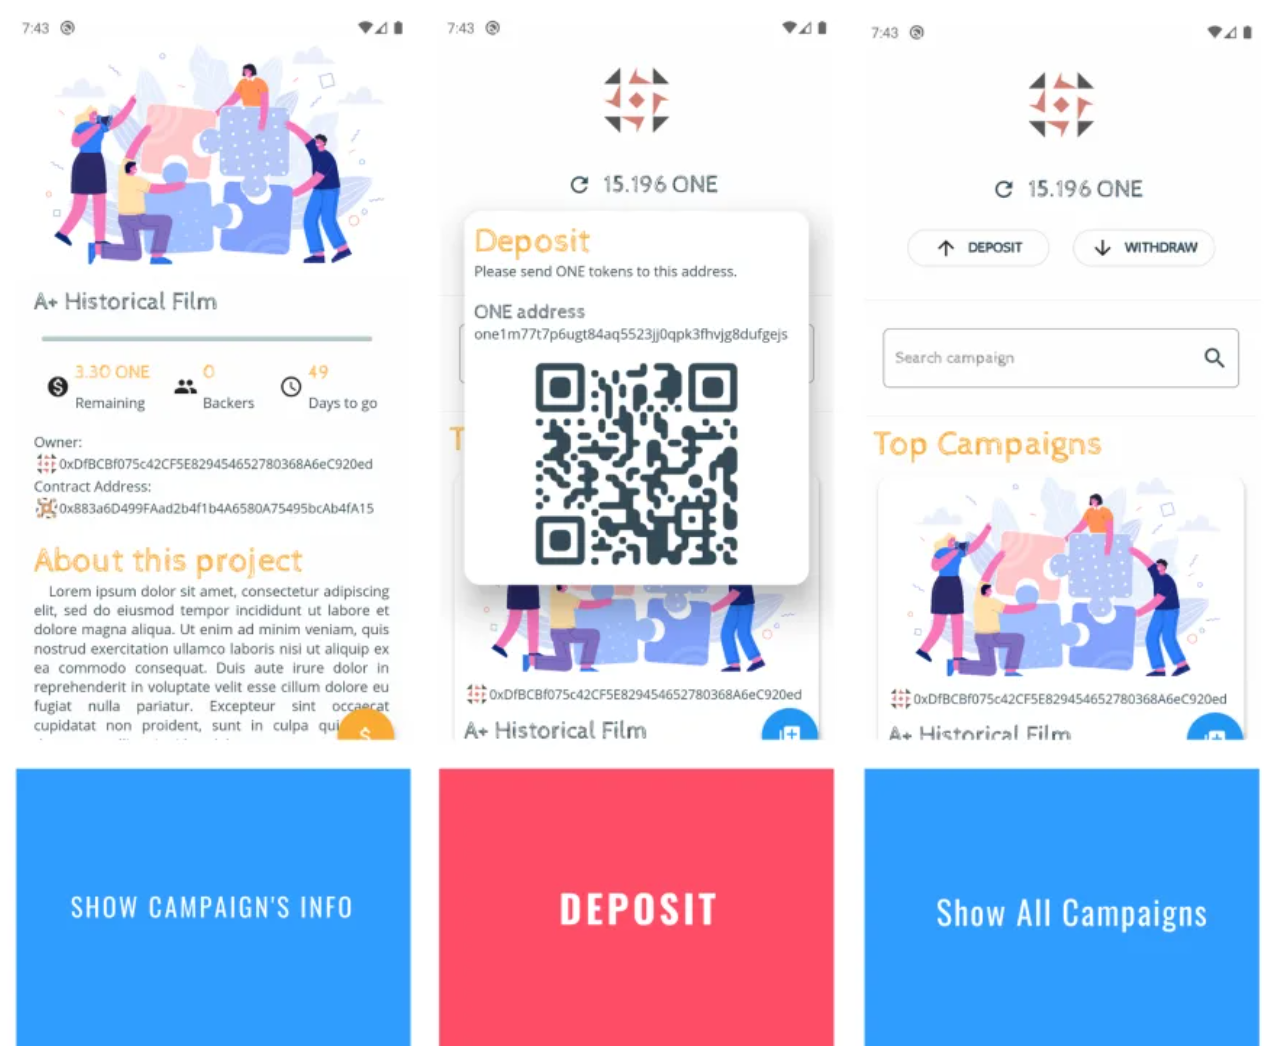 7:43
A+ Historical Film
3.30 ONE
Remaining
0
Backers
49
Days to go
Owner:
0xDfBCBf075c42CF5E829454652780368A6eC920ed
Contract Address:
0x883a6D499FAad2b4f1b4A6580A75495bcAb4fA15
About this project
Lorem ipsum dolor sit amet, consectetur adipiscing
elit, sed do eiusmod tempor incididunt ut labore et
dolore magna aliqua. Ut enim ad minim veniam, quis
nostrud exercitation ullamco laboris nisi ut aliquip ex
ea commodo consequat. Duis aute irure dolor in
reprehenderit in voluptate velit esse cillum dolore eu
fugiat nulla pariatur. Excepteur sint occaecat
cupidatat non proident, sunt in culpa qui
SHOW CAMPAIGN'S INFO
7:43
15.196 ONE
Deposit
Please send ONE tokens to this address.
ONE address
one1m77t7p6ugt84aq5523jj0qpk3fhvjg8dufgejs
T
0xDfBCBf075c42CF5E829454652780368A6eC920ed
A+ Historical Film
DEPOSIT
7:43
15.196 ONE
DEPOSIT
WITHDRAW
Search campaign
Top Campaigns
0xDfBCBf075c42CF5E829454652780368A6eC920ed
A+ Historical Film
Show All Campaigns